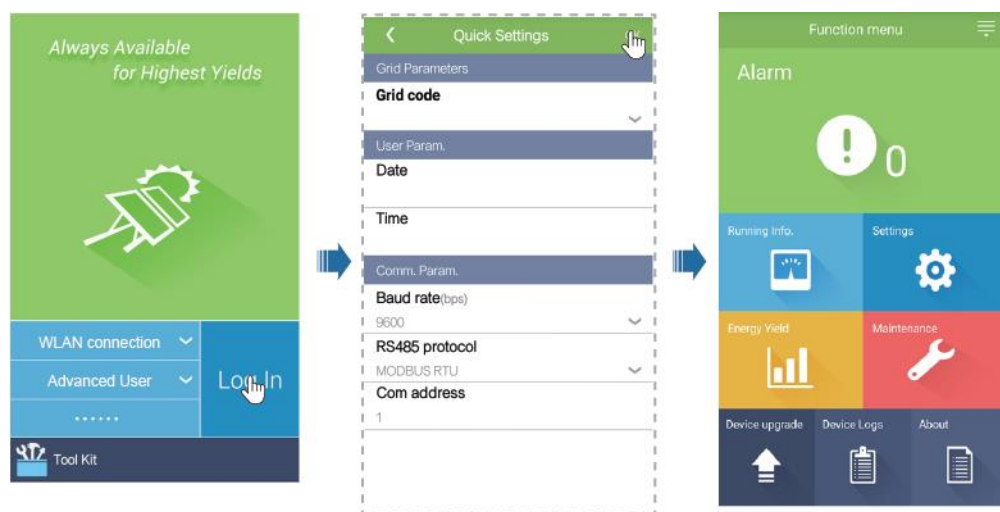 Always Available
for Highest Yields
WLAN connection
Advanced User
······
Log In
Tool Kit
Quick Settings
Grid Parameters
Grid code
User Param.
Date
Time
Comm. Param.
Baud rate(bps)
9600
RS485 protocol
MODBUS RTU
Com address
1
Function menu
Alarm
0
Running Info.
Settings
Energy Yield
Maintenance
Device upgrade
Device Logs
About